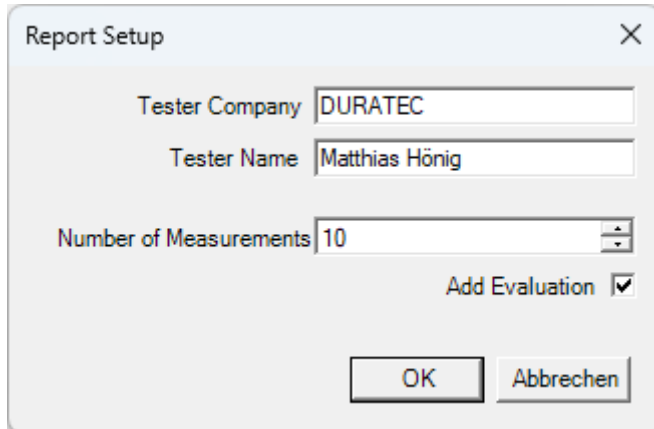 Report Setup
Tester Company DURATEC
Tester Name Matthias Hönig
Number of Measurements 10
Add Evaluation
OK Abbrechen